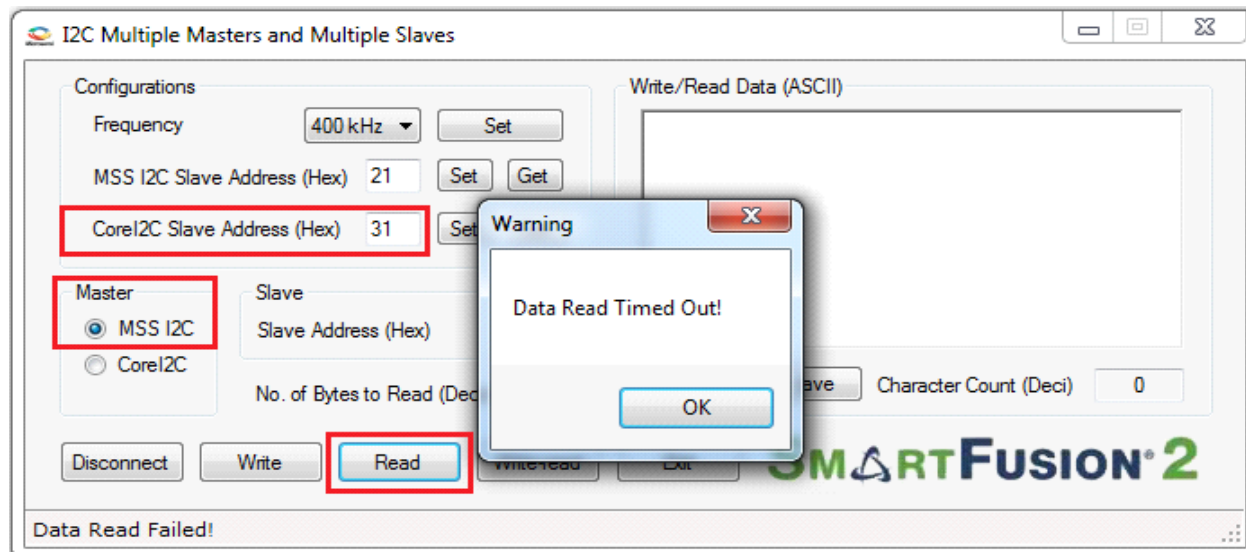 I2C Multiple Masters and Multiple Slaves
Configurations
Frequency 400 kHz Set
MSS I2C Slave Address (Hex) 21 Set Get
CoreI2C Slave Address (Hex) 31 Set
Master
MSS I2C
CoreI2C
Slave
Slave Address (Hex)
No. of Bytes to Read
Write/Read Data (ASCII)
Warning
Data Read Timed Out!
OK
Character Count (Deci) 0
Disconnect Write Read
SMARTFUSION® 2
Data Read Failed!